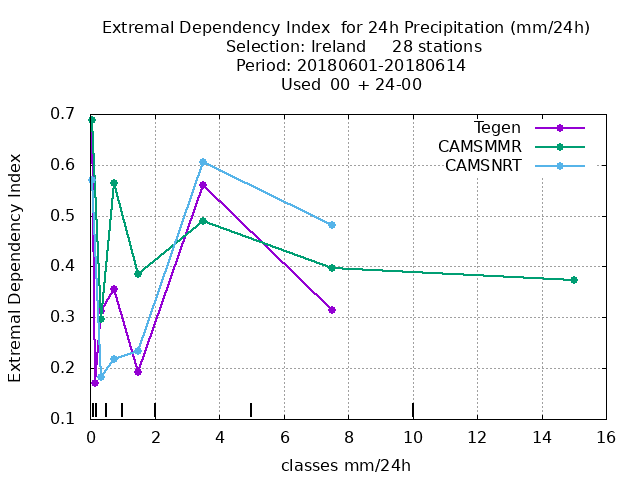 Extremal Dependency Index  for 24h Precipitation (mm/24h)
Selection: Ireland     28 stations
Period: 20180601-20180614
Used  00 + 24-00
Extremal Dependency Index
0.7
0.6
0.5
0.4
0.3
0.2
0.1
Tegen
CAMSMMR
CAMSNRT
0 2 4 6 8 10 12 14 16
classes mm/24h